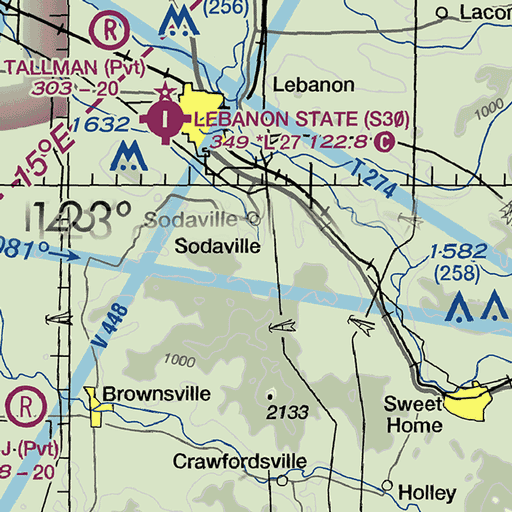 (256)
Lacon
R
TALLMAN (Pvt)
303 - 20
Lebanon
1000
I
LEBANON STATE (S3Ø)
349 *L 27 122.8 C
1632
15°E
T 274
123°
Sodaville
Sodaville
081°
1582
(258)
V 448
1000
R
Brownsville
2133
Sweet
Home
J (Pvt)
8 - 20
Crawfordsville
Holley